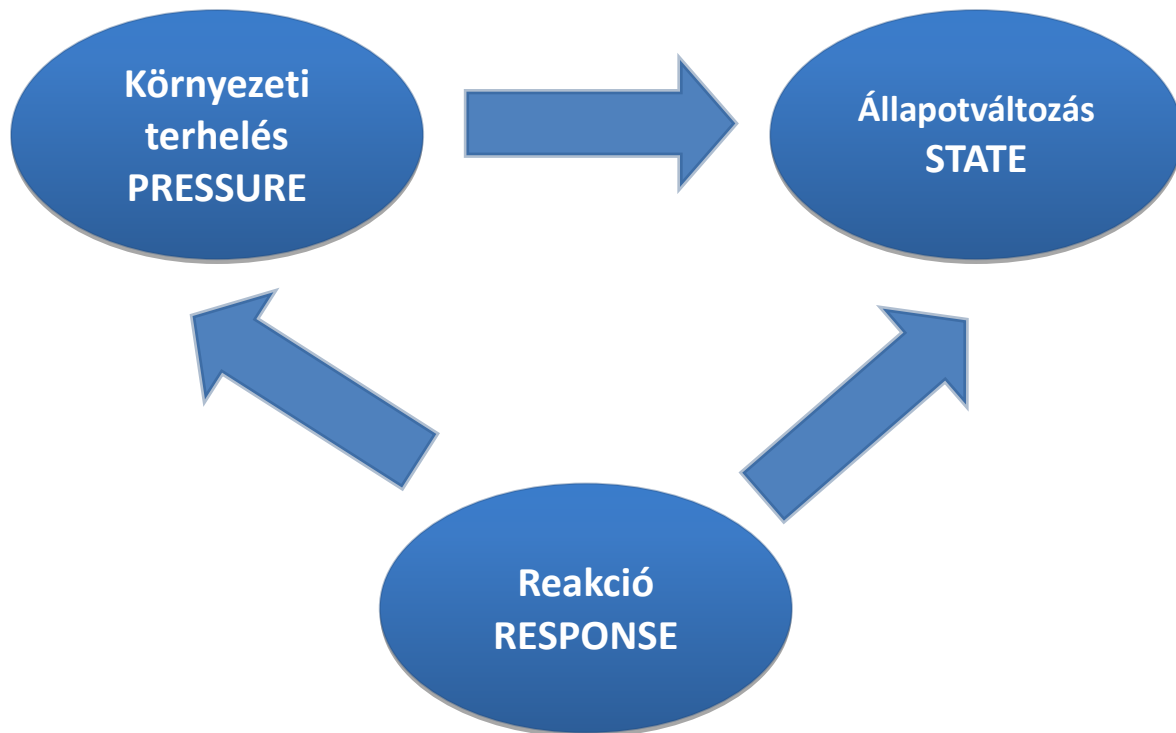 Környezeti
terhelés
PRESSURE
Állapotváltozás
STATE
Reakció
RESPONSE